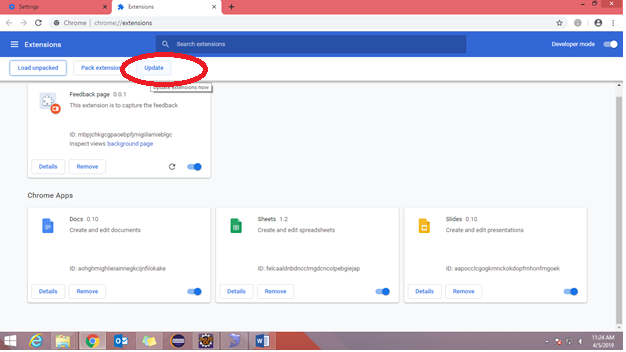 Settings
Extensions
Chrome | chrome://extensions
Extensions
Search extensions
Developer mode
Load unpacked
Pack extension
Update
Update extensions now
Feedback page 0.0.1
This extension is to capture the feedback
ID: mbpjchkgcgpaoebpfjmigiilamieblgc
Inspect views background page
Details
Remove
Chrome Apps
Docs 0.10
Create and edit documents
ID: aohghmighlieiainnegkcijnfilokake
Details
Remove
Sheets 1.2
Create and edit spreadsheets
ID: felcaaldnbdncclmgdcncolpebgiejap
Details
Remove
Slides 0.10
Create and edit presentations
ID: aapocclcgogkmnckokdopfmhonfmgoek
Details
Remove
11:24 AM
4/5/2019